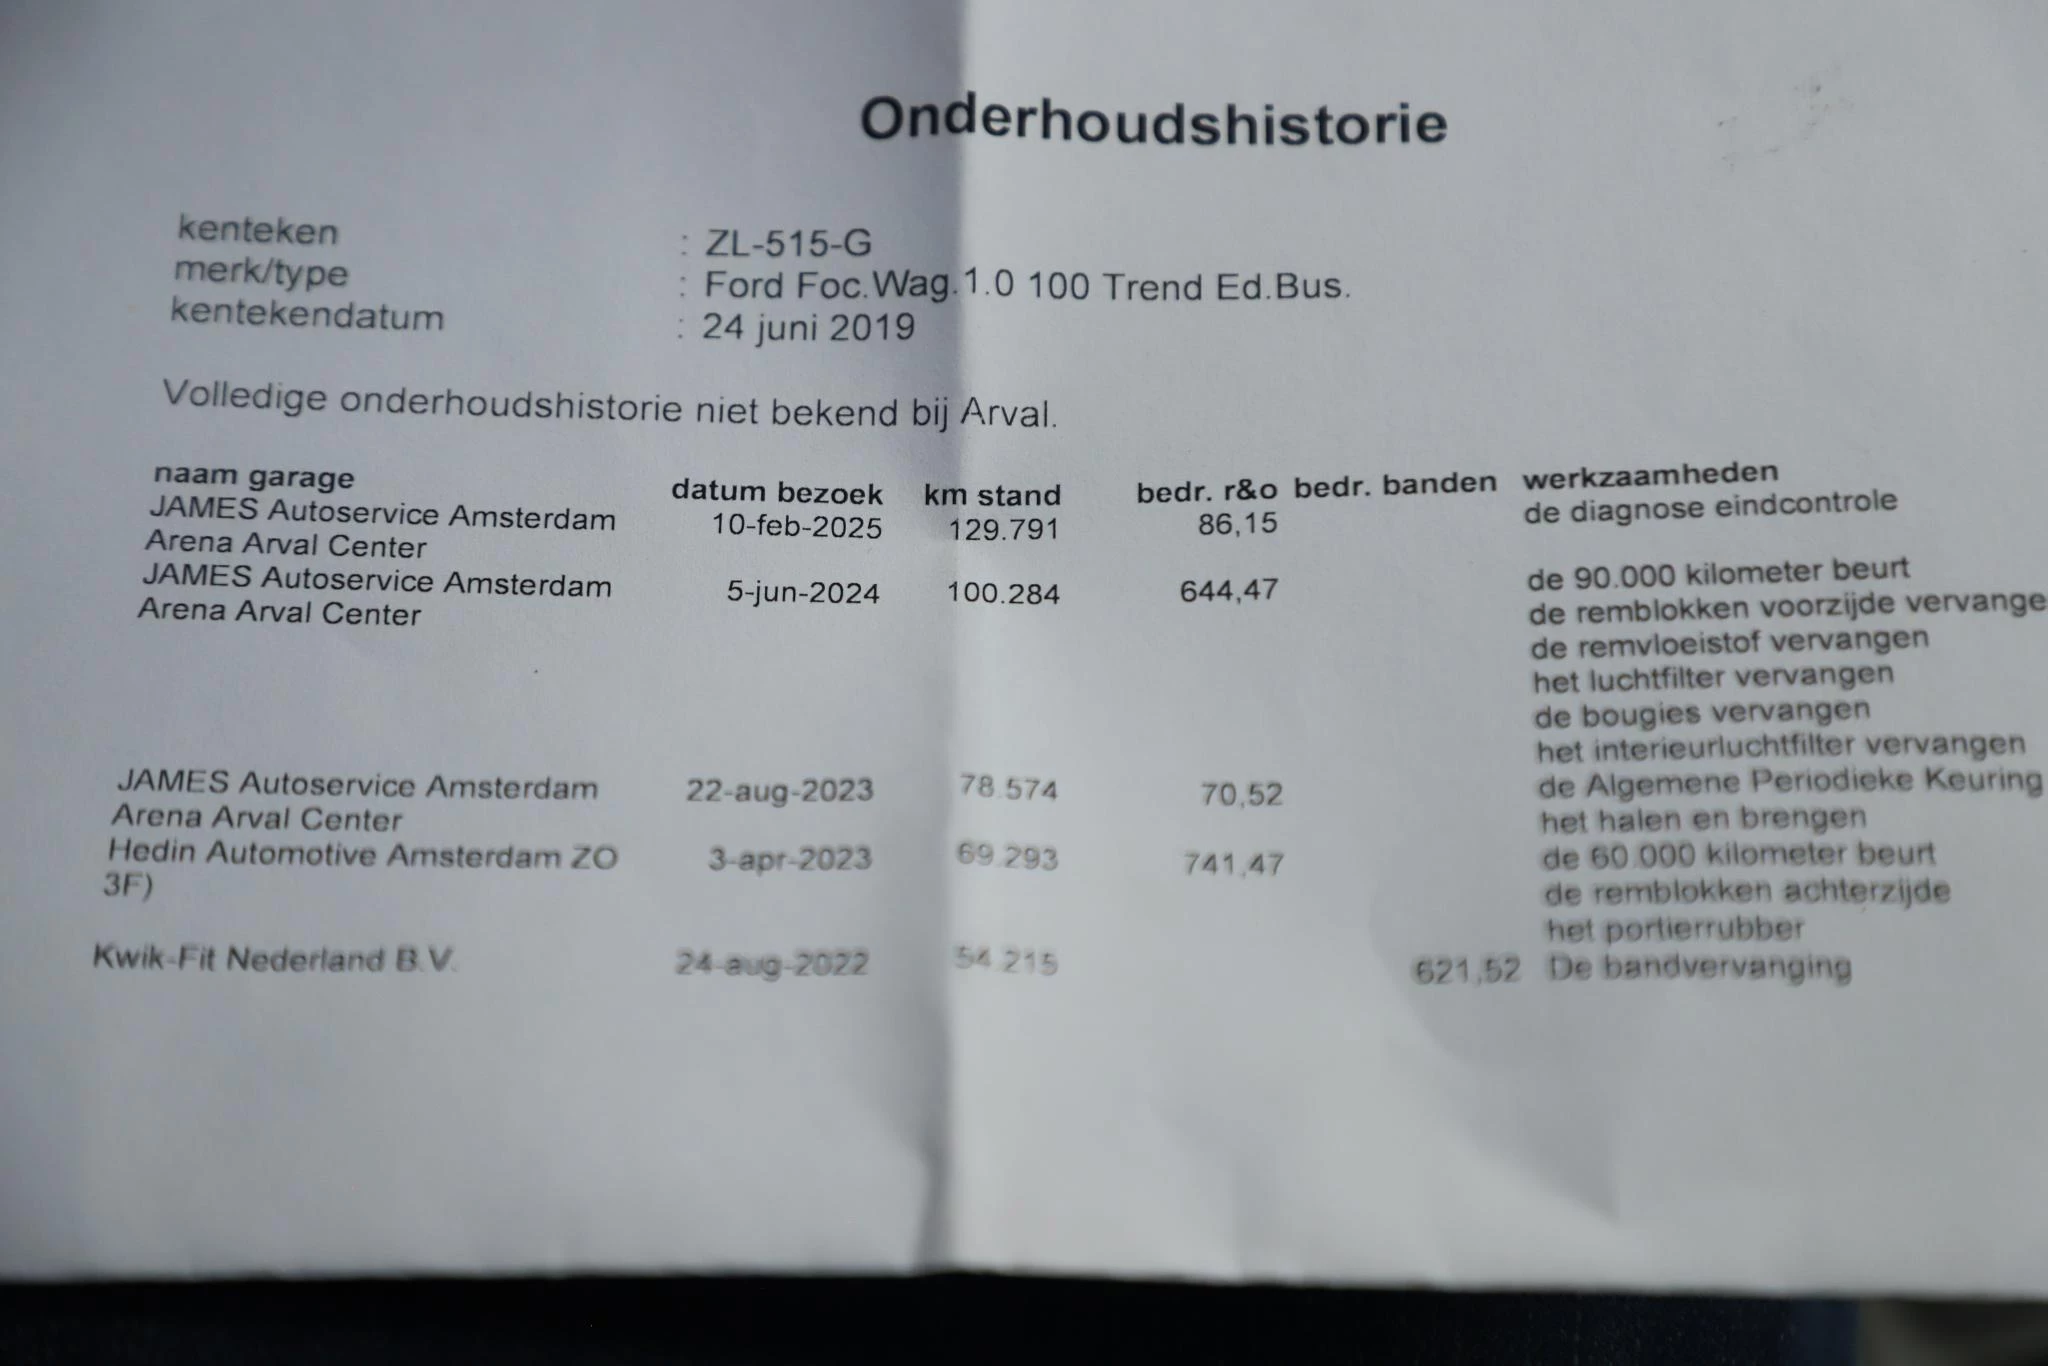 Onderhoudshistorie
kenteken : ZL-515-G
merk/type : Ford Foc.Wag.1.0 100 Trend Ed.Bus.
kentekendatum : 24 juni 2019
Volledige onderhoudshistorie niet bekend bij Arval.
naam garage datum bezoek km stand bedr. r&o bedr. banden werkzaamheden
JAMES Autoservice Amsterdam 10-feb-2025 129.791 86,15 de diagnose eindcontrole
Arena Arval Center
JAMES Autoservice Amsterdam 5-jun-2024 100.284 644,47 de 90.000 kilometer beurt
Arena Arval Center de remblokken voorzijde vervange
de remvloeistof vervangen
het luchtfilter vervangen
de bougies vervangen
het interieurluchtfilter vervangen
JAMES Autoservice Amsterdam 22-aug-2023 78.574 70,52 de Algemene Periodieke Keuring
Arena Arval Center het halen en brengen
Hedin Automotive Amsterdam ZO 3-apr-2023 69.293 741,47 de 60.000 kilometer beurt
3F) de remblokken achterzijde
het portierrubber
Kwik-Fit Nederland B.V. 24-aug-2022 54.215 621,52 De bandvervanging